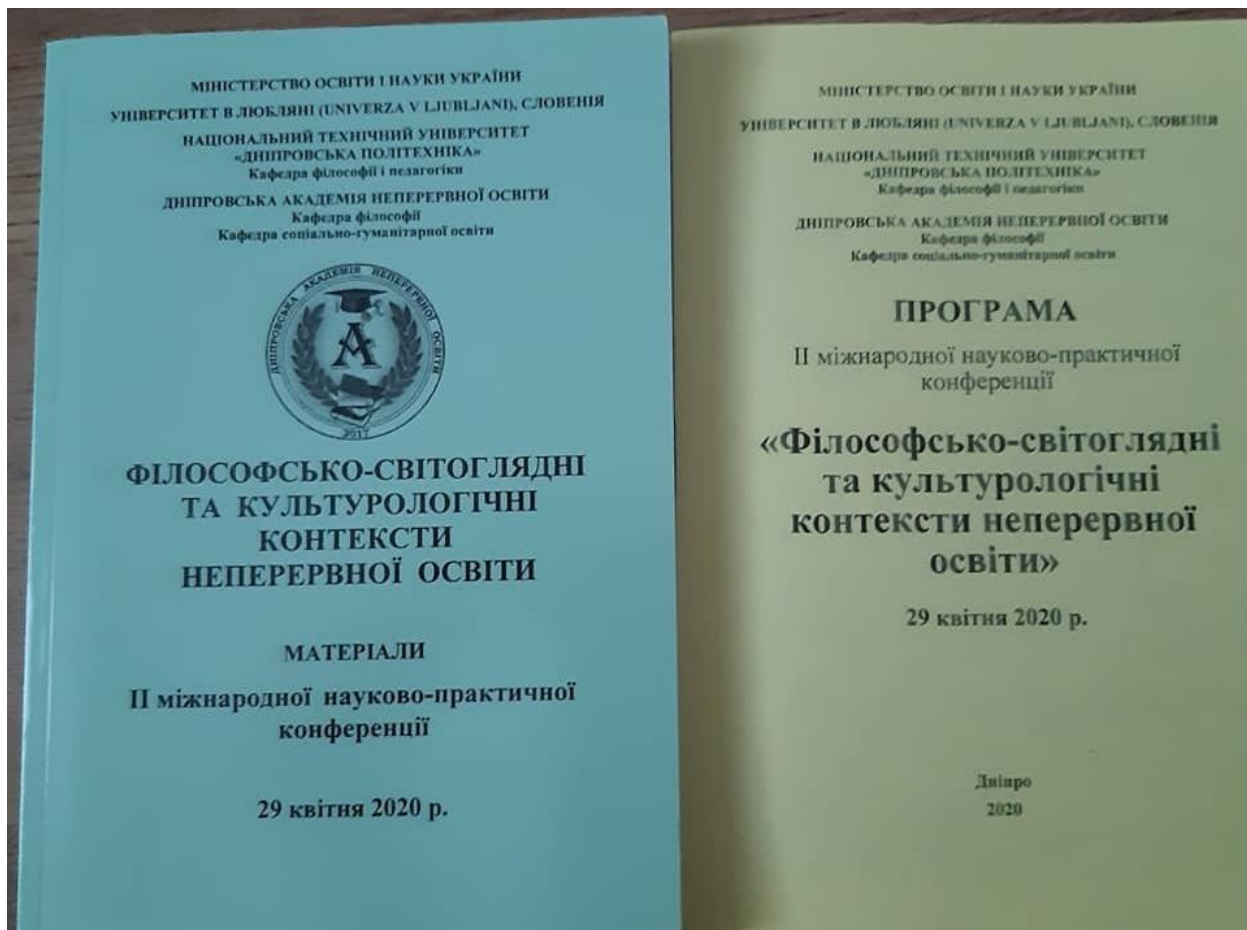 МІНІСТЕРСТВО ОСВІТИ І НАУКИ УКРАЇНИ
УНІВЕРСИТЕТ В ЛЮБЛЯНІ (UNIVERZA V LJUBLJANI), СЛОВЕНІЯ
НАЦІОНАЛЬНИЙ ТЕХНІЧНИЙ УНІВЕРСИТЕТ
«ДНІПРОВСЬКА ПОЛІТЕХНІКА»
Кафедра філософії і педагогіки
ДНІПРОВСЬКА АКАДЕМІЯ НЕПЕРЕРВНОЇ ОСВІТИ
Кафедра філософії
Кафедра соціально-гуманітарної освіти
ДНІПРОВСЬКА АКАДЕМІЯ НЕПЕРЕРВНОЇ ОСВІТИ
А
2017
ФІЛОСОФСЬКО-СВІТОГЛЯДНІ
ТА КУЛЬТУРОЛОГІЧНІ
КОНТЕКСТИ
НЕПЕРЕРВНОЇ ОСВІТИ
МАТЕРІАЛИ
ІІ міжнародної науково-практичної
конференції
29 квітня 2020 р.
МІНІСТЕРСТВО ОСВІТИ І НАУКИ УКРАЇНИ
УНІВЕРСИТЕТ В ЛЮБЛЯНІ (UNIVERZA V LJUBLJANI), СЛОВЕНІЯ
НАЦІОНАЛЬНИЙ ТЕХНІЧНИЙ УНІВЕРСИТЕТ
«ДНІПРОВСЬКА ПОЛІТЕХНІКА»
Кафедра філософії і педагогіки
ДНІПРОВСЬКА АКАДЕМІЯ НЕПЕРЕРВНОЇ ОСВІТИ
Кафедра філософії
Кафедра соціально-гуманітарної освіти
ПРОГРАМА
ІІ міжнародної науково-практичної
конференції
«Філософсько-світоглядні
та культурологічні
контексти неперервної
освіти»
29 квітня 2020 р.
Дніпро
2020